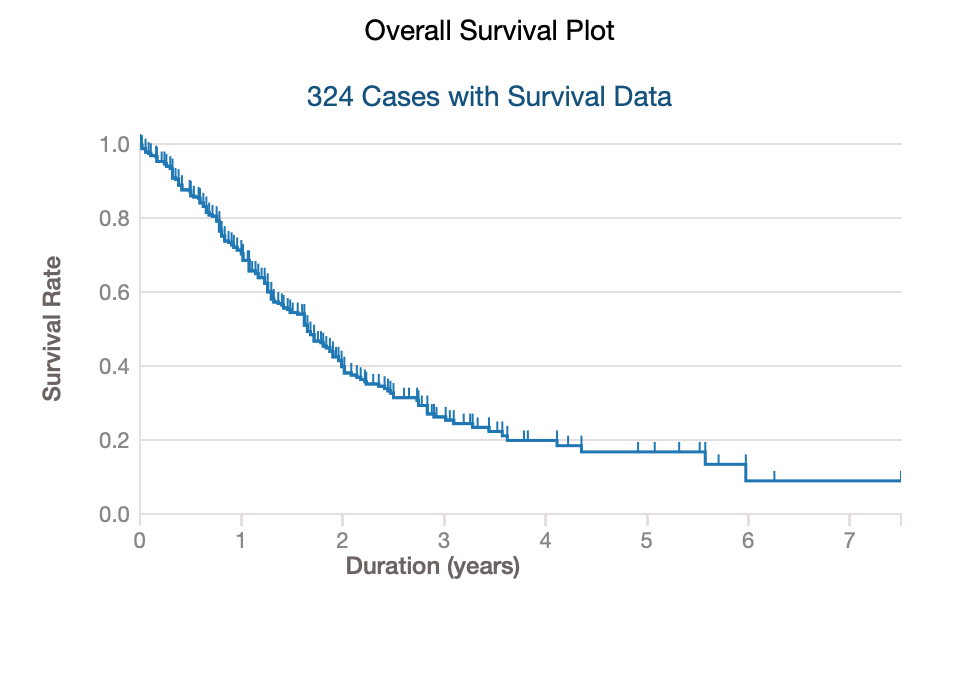 Overall Survival Plot
324 Cases with Survival Data
Survival Rate
1.0
0.8
0.6
0.4
0.2
0.0
0 1 2 3 4 5 6 7
Duration (years)